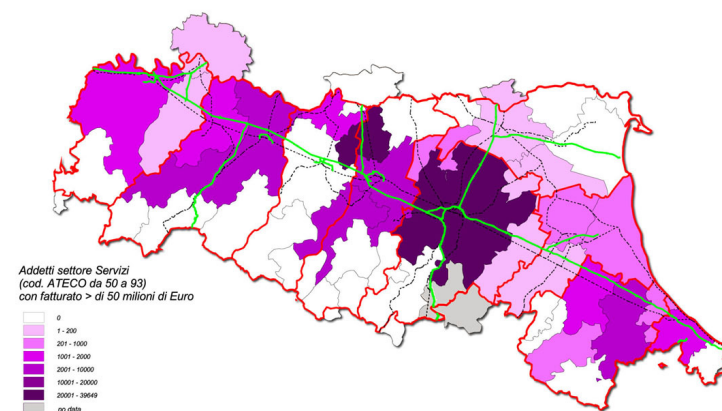 Addetti settore Servizi
(cod. ATECO da 50 a 93)
con fatturato > di 50 milioni di Euro
0
1 - 200
201 - 1000
1001 - 2000
2001 - 10000
10001 - 20000
20001 - 39649
no data